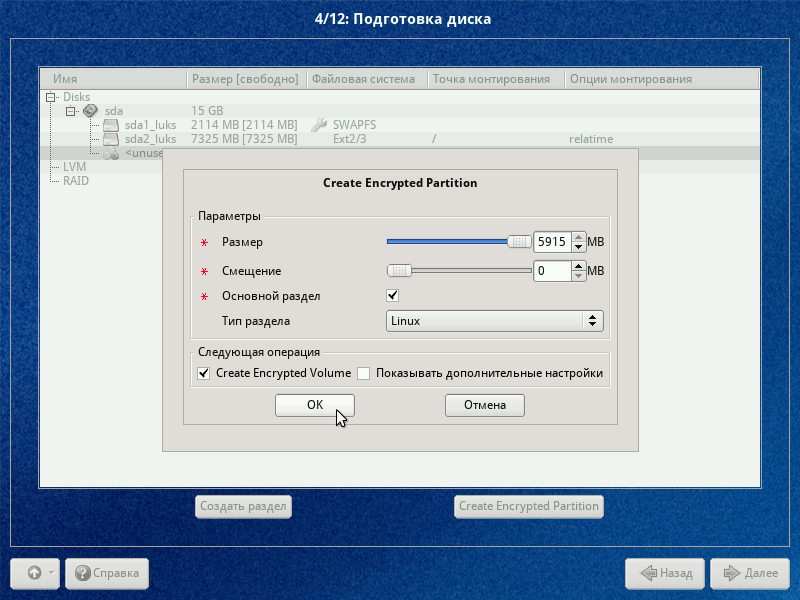 4/12: Подготовка диска
Имя Размер [свободно] Файловая система Точка монтирования Опции монтирования
Disks
sda 15 GB
sda1_luks 2114 MB [2114 MB] SWAPFS
sda2_luks 7325 MB [7325 MB] Ext2/3 / relatime
<unuse
LVM
RAID
Create Encrypted Partition
Параметры
* Размер 5915 MB
* Смещение 0 MB
* Основной раздел
Тип раздела Linux
Следующая операция
Create Encrypted Volume Показывать дополнительные настройки
OK Отмена
Создать раздел Create Encrypted Partition
Справка Назад Далее